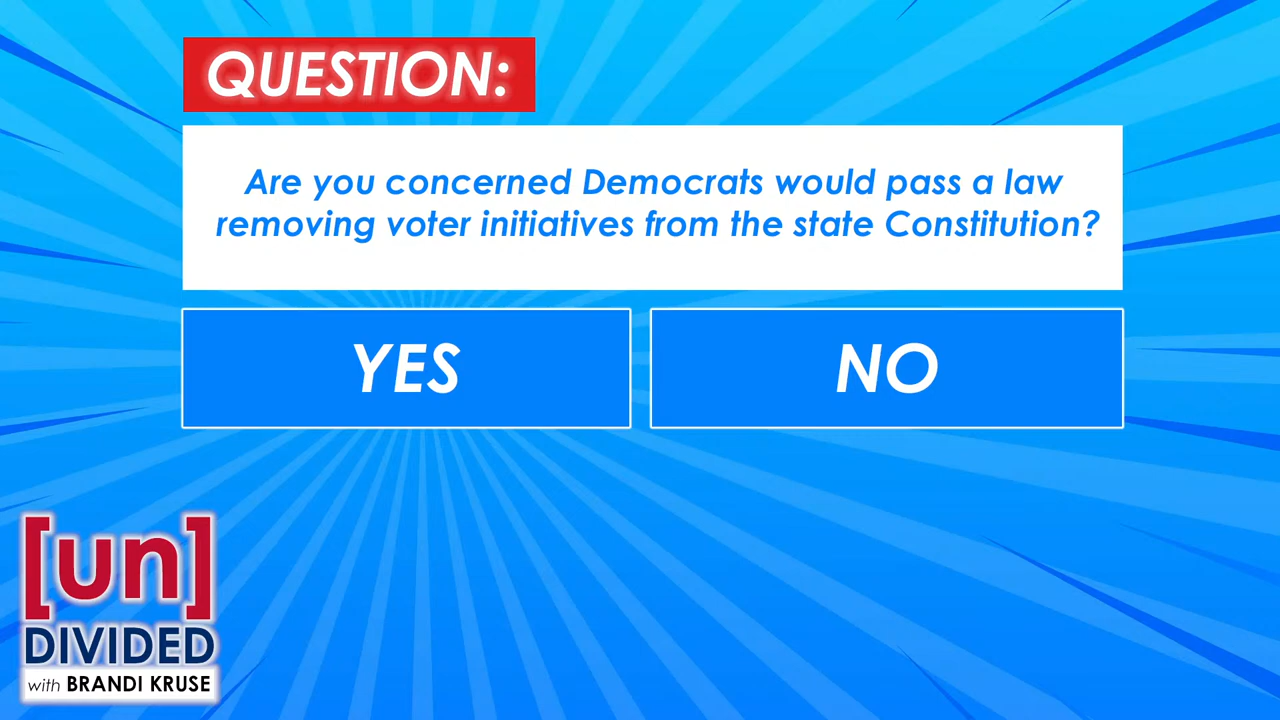 QUESTION:
Are you concerned Democrats would pass a law
removing voter initiatives from the state Constitution?
YES
NO
[un]
DIVIDED
with BRANDI KRUSE